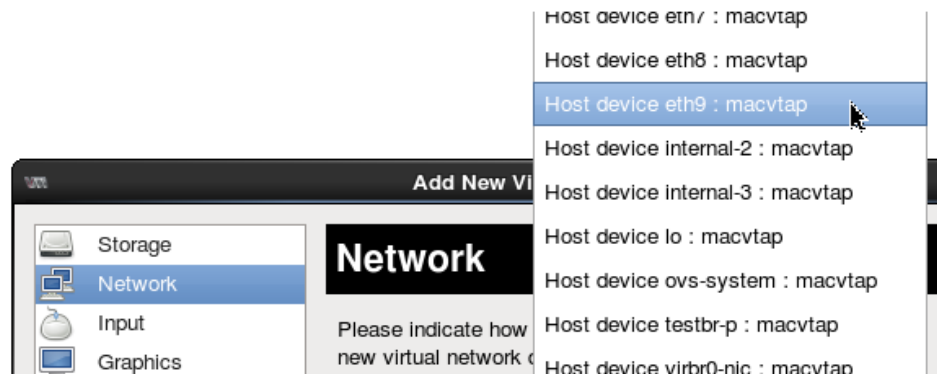 Host device eth7 : macvtap
Host device eth8 : macvtap
Host device eth9 : macvtap
Host device internal-2 : macvtap
Host device internal-3 : macvtap
Host device lo : macvtap
Host device ovs-system : macvtap
Host device testbr-p : macvtap
Host device virbr0-nic : macvtap
Add New Vi
Storage
Network
Input
Graphics
Network
Please indicate how
new virtual network